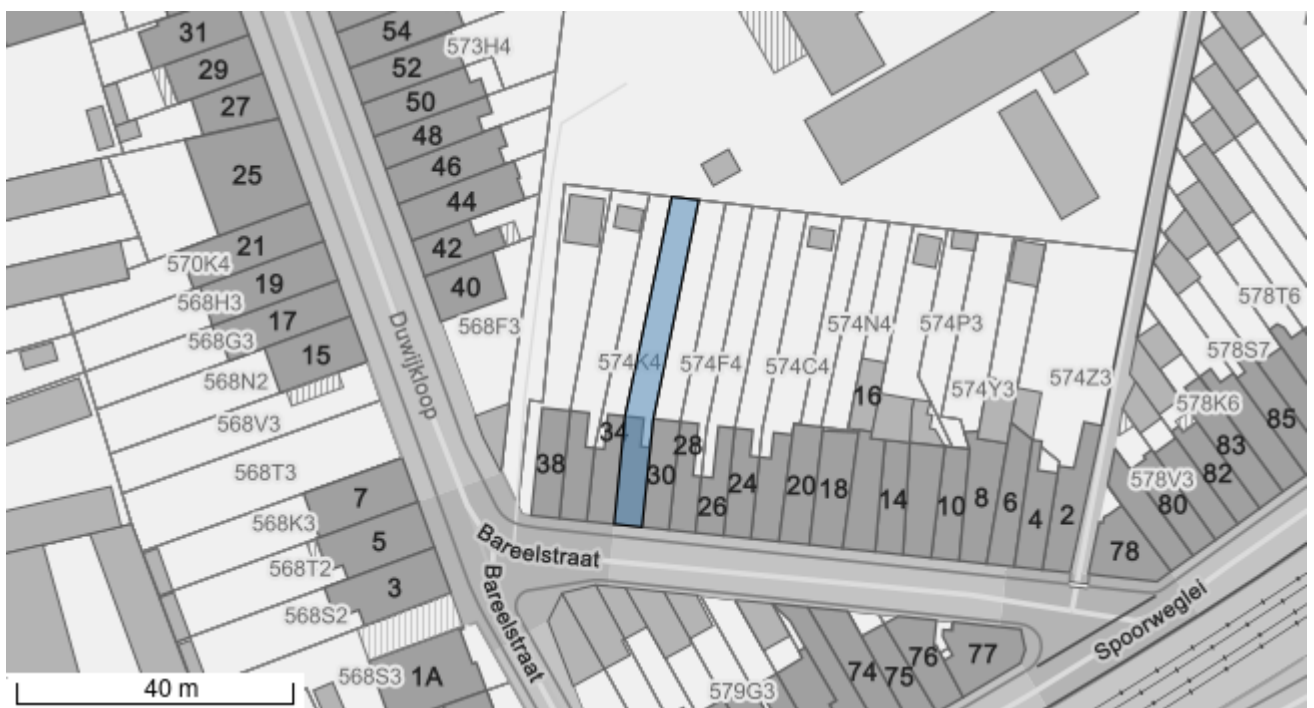 31
54
29
52
573H4
27
50
48
25
46
44
21
42
570K4
19
40
568H3
17
568F3
578T6
568G3
15
574N4
574P3
568N2
Duwijkloop
574K4
574F4
574C4
574Y3
574Z3
578S7
568V3
16
578K6
568T3
34
28
85
38
30
24
83
7
26
20
18
14
10
8
6
4
2
578V3
82
80
568K3
5
Bareelstraat
78
568T2
3
Bareelstraat
568S2
Spoorweglei
76
77
568S3
1A
74
75
579G3
40 m